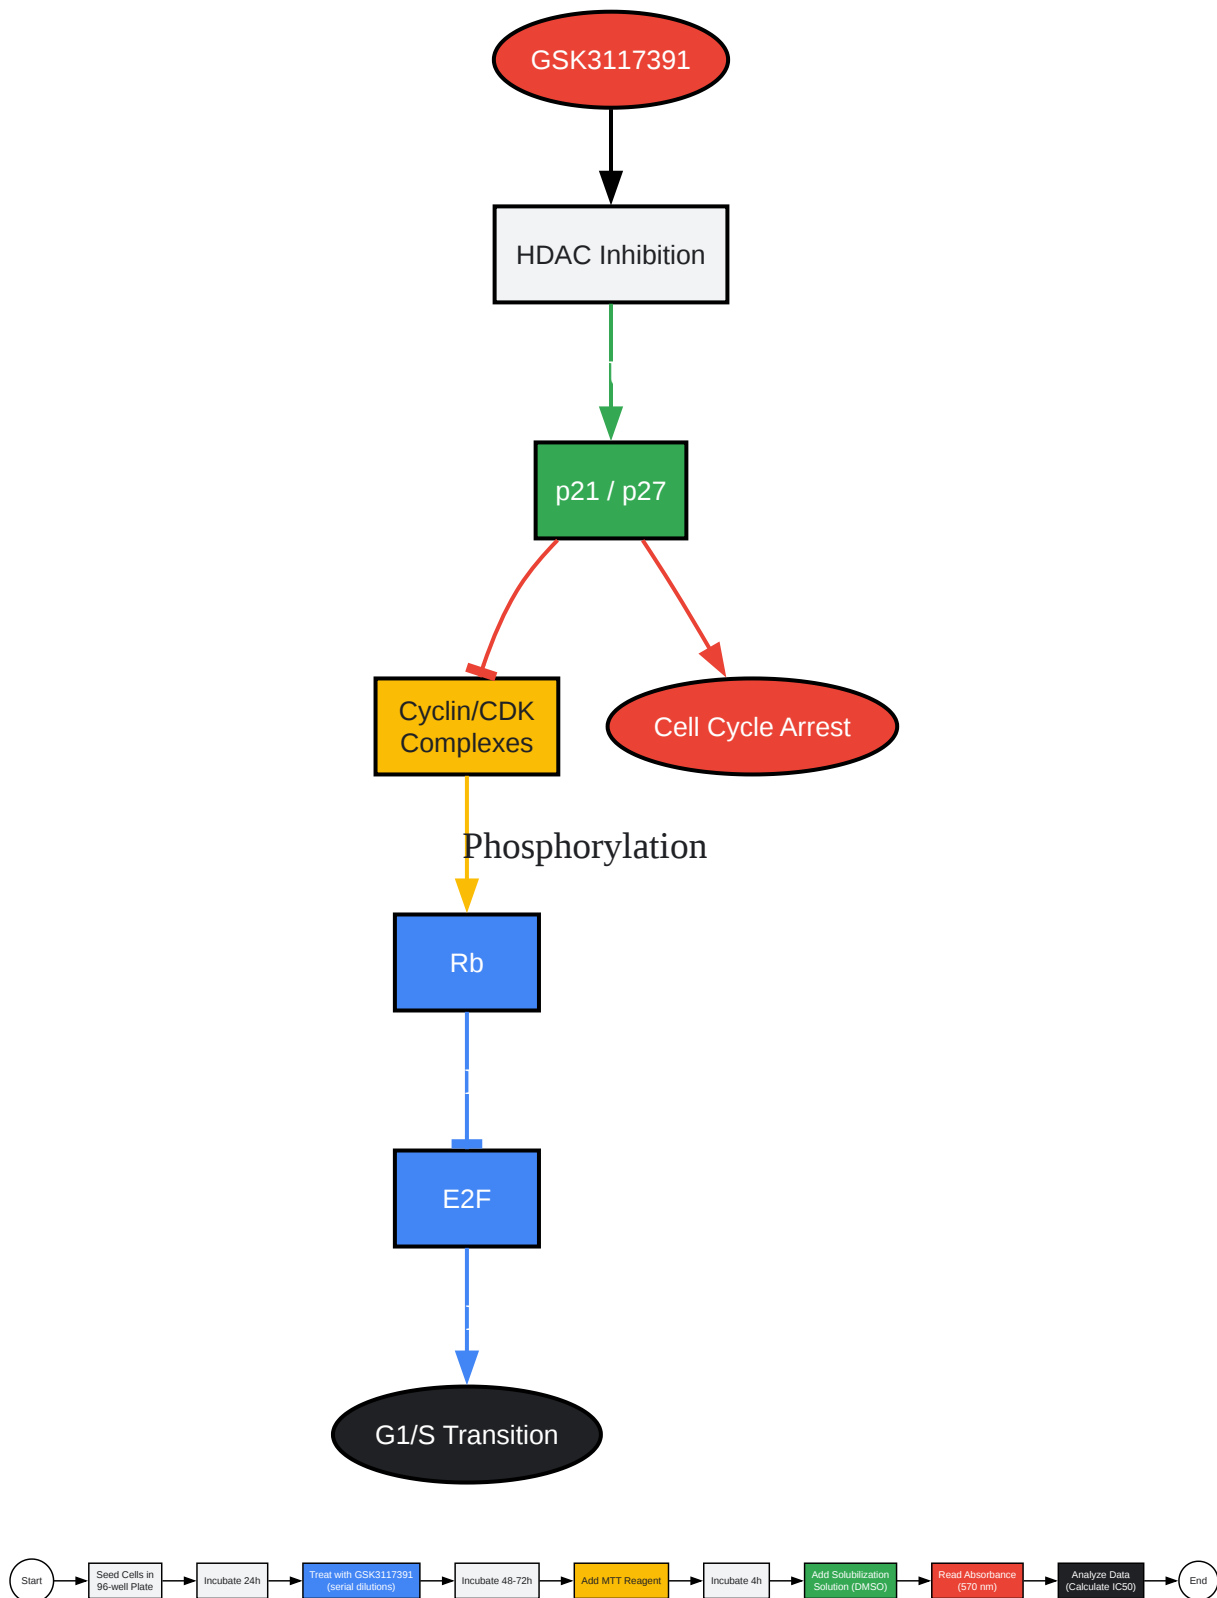 GSK3117391
HDAC Inhibition
p21 / p27
Cyclin/CDK
Complexes
Cell Cycle Arrest
Phosphorylation
Rb
E2F
G1/S Transition
Start
Seed Cells in
96-well Plate
Incubate 24h
Treat with GSK3117391
(serial dilutions)
Incubate 48-72h
Add MTT Reagent
Incubate 4h
Add Solubilization
Solution (DMSO)
Read Absorbance
(570 nm)
Analyze Data
(Calculate IC50)
End